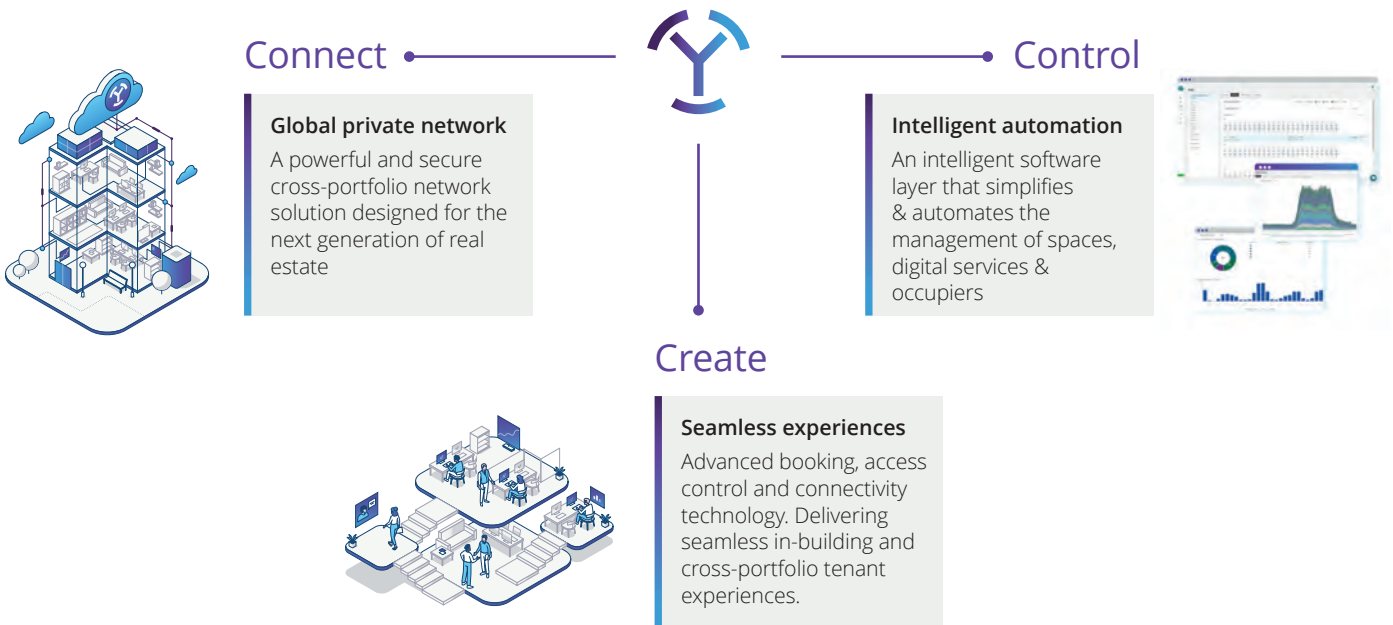 Connect
Control
Global private network
A powerful and secure
cross-portfolio network
solution designed for the
next generation of real
estate
Intelligent automation
An intelligent software
layer that simplifies
& automates the
management of spaces,
digital services &
occupiers
Create
Seamless experiences
Advanced booking, access
control and connectivity
technology. Delivering
seamless in-building and
cross-portfolio tenant
experiences.